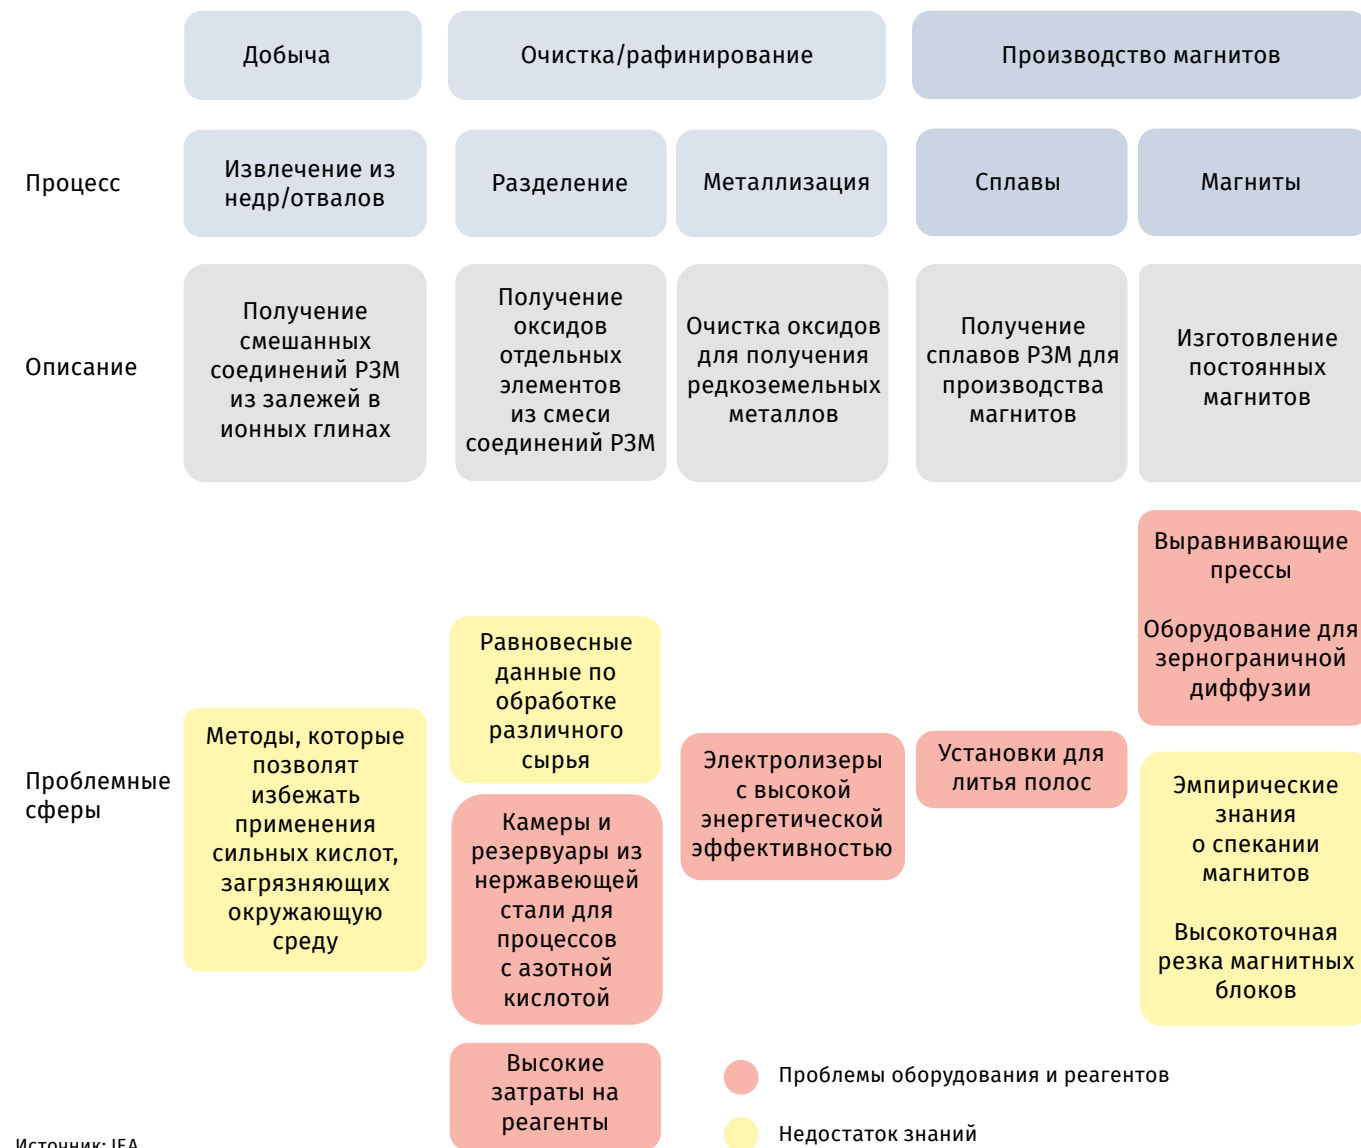 Добыча
Очистка/рафинирование
Производство магнитов
Процесс
Извлечение из
недр/отвалов
Разделение
Металлизация
Сплавы
Магниты
Описание
Получение
смешанных
соединений РЗМ
из залежей в
ионных глинах
Получение
оксидов
отдельных
элементов
из смеси
соединений РЗМ
Очистка оксидов
для получения
редкоземельных
металлов
Получение
сплавов РЗМ для
производства
магнитов
Изготовление
постоянных
магнитов
Проблемные
сферы
Методы, которые
позволят
избежать
применения
сильных кислот,
загрязняющих
окружающую
среду
Равновесные
данные по
обработке
различного
сырья
Камеры и
резервуары из
нержавеющей
стали для
процессов
с азотной
кислотой
Высокие
затраты на
реагенты
Электролизеры
с высокой
энергетической
эффективностью
Установки для
литья полос
Выравнивающие
прессы
Оборудование для
зернограничной
диффузии
Эмпирические
знания
о спекании
магнитов
Высокоточная
резка магнитных
блоков
Проблемы оборудования и реагентов
Недостаток знаний
Источник: IEA